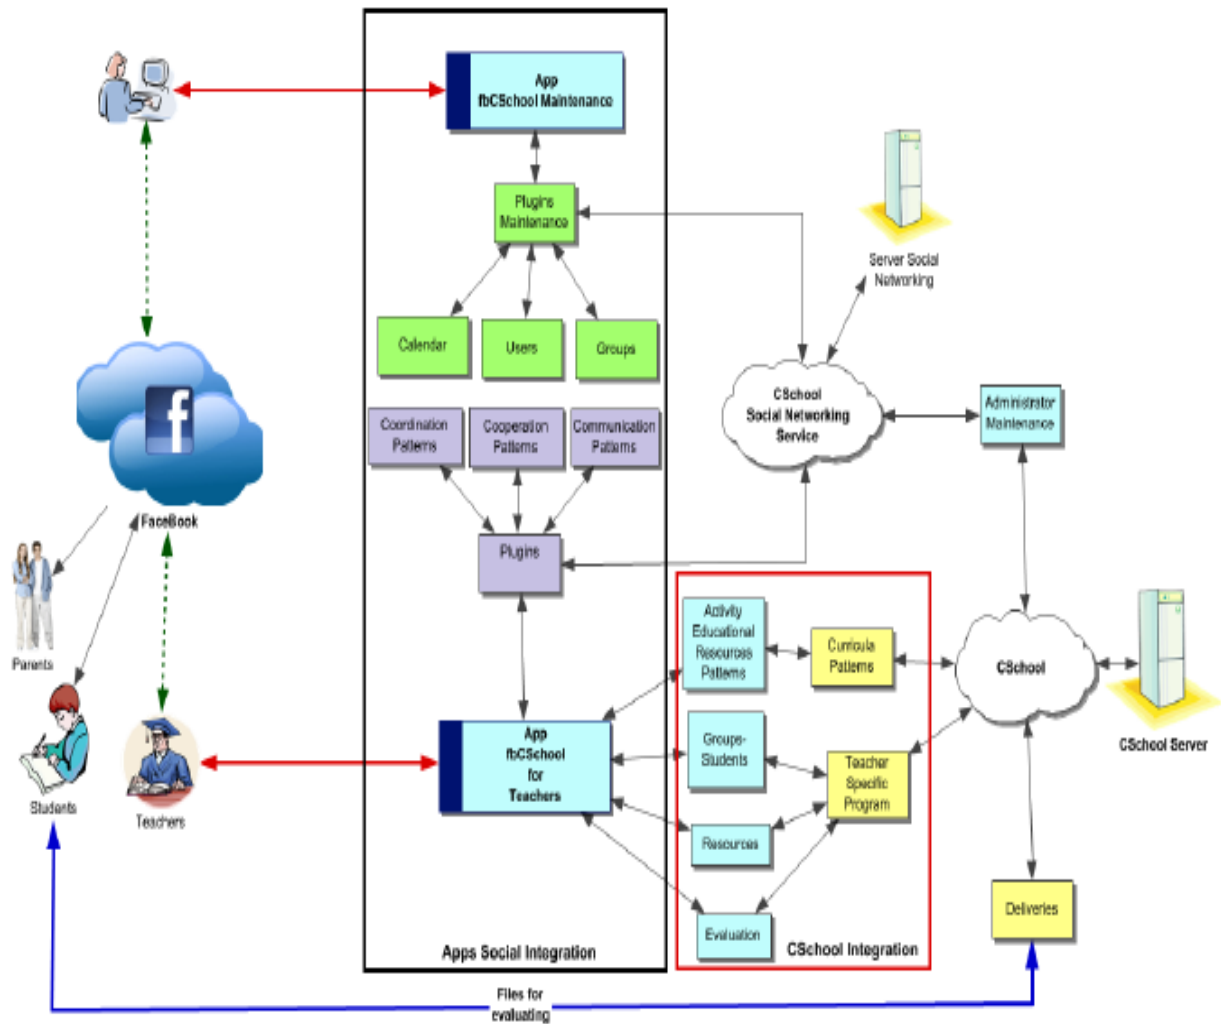 App
fbCSchool Maintenance
Plugins
Maintenance
Server Social
Networking
Calendar
Users
Groups
CSchool
Social Networking
Service
Administrator
Maintenance
Coordination
Patterns
Cooperation
Patterns
Communication
Patterns
f
FaceBook
Plugins
Parents
Activity
Educational
Resources
Patterns
Curricula
Patterns
CSchool
CSchool Server
App
fbCSchool
for
Teachers
Groups-
Students
Teacher
Specific
Program
Students
Teachers
Resources
Deliveries
Evaluation
Apps Social Integration
CSchool Integration
Files for
evaluating